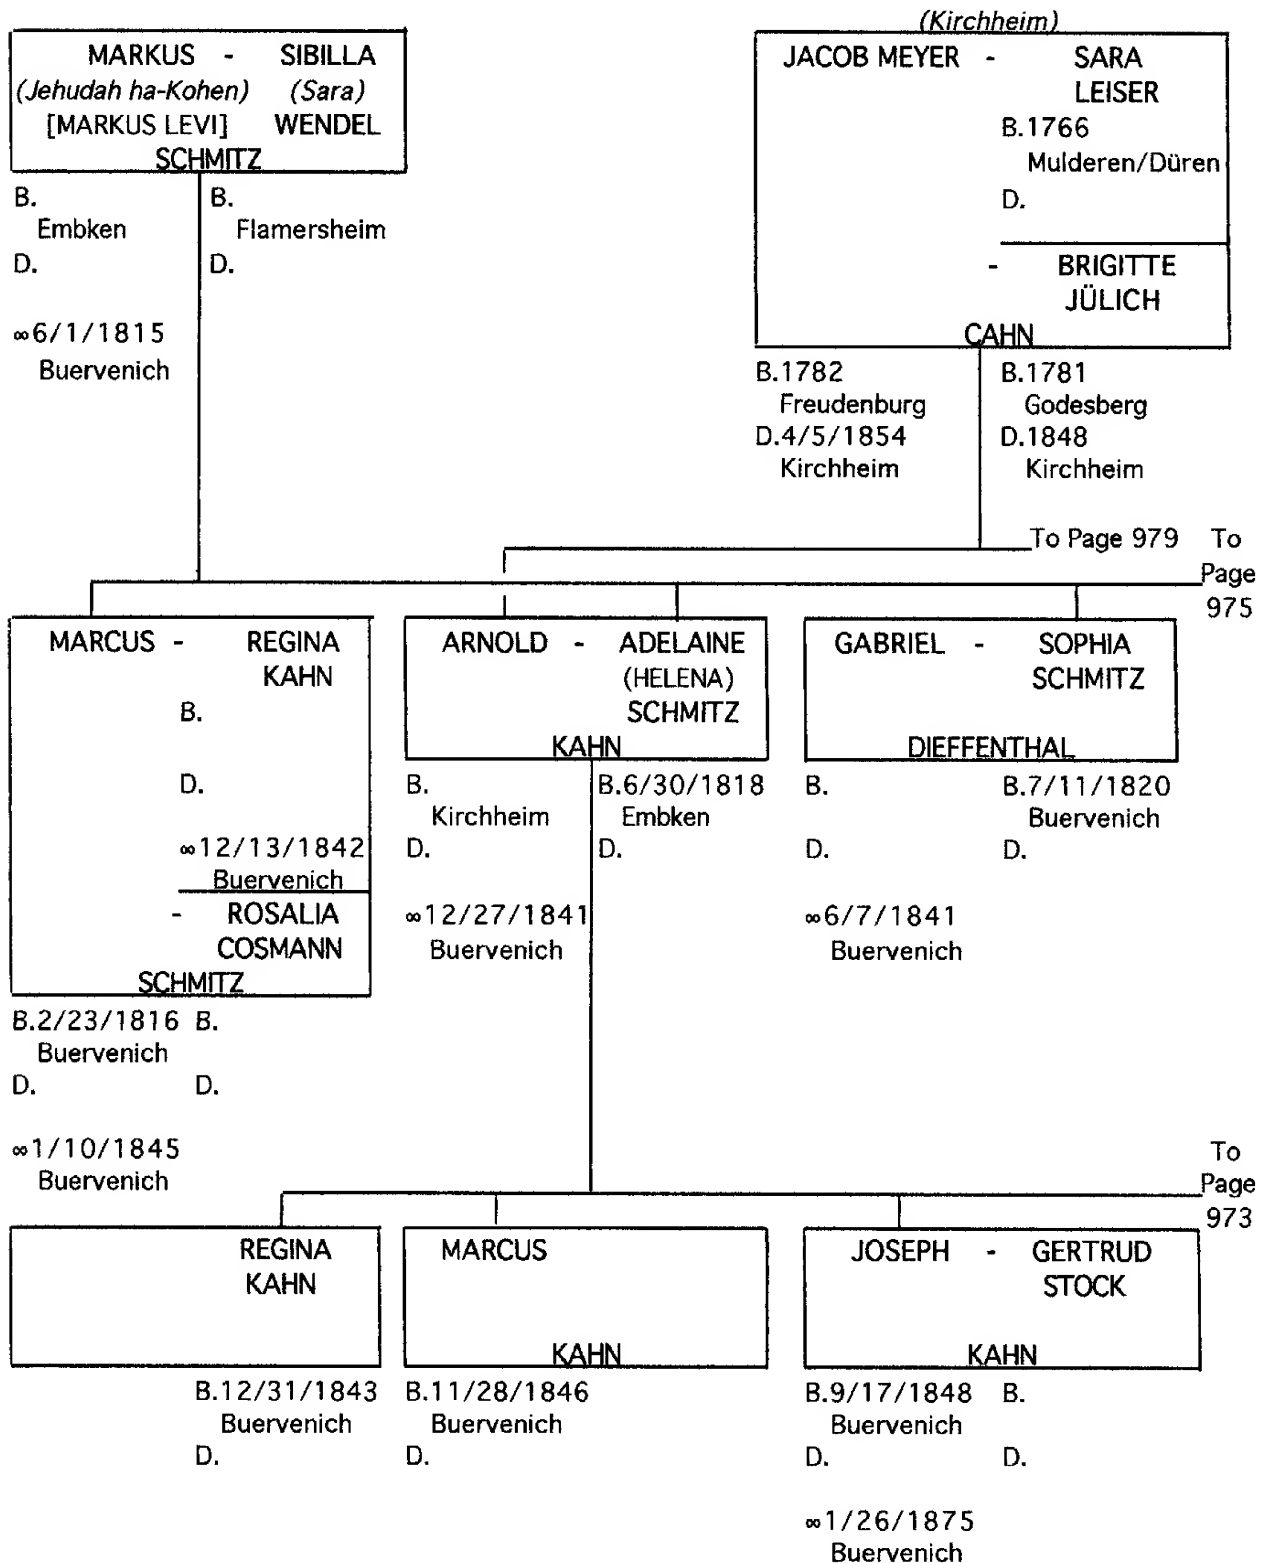 (Kirchheim)
MARKUS - SIBILLA
(Jehudah ha-Kohen) (Sara)
[MARKUS LEVI] WENDEL
SCHMITZ
B. B.
Embken Flamersheim
D. D.
∞6/1/1815
Buervenich
JACOB MEYER - SARA
LEISER
B.1766
Mulderen/Düren
D.
- BRIGITTE
JÜLICH
CAHN
B.1782 B.1781
Freudenburg Godesberg
D.4/5/1854 D.1848
Kirchheim Kirchheim
To Page 979
To
Page
975
MARCUS - REGINA
KAHN
B.
D.
∞12/13/1842
Buervenich
- ROSALIA
COSMANN
SCHMITZ
B.2/23/1816 B.
Buervenich
D. D.
∞1/10/1845
Buervenich
ARNOLD - ADELAINE
(HELENA)
SCHMITZ
KAHN
B. B.6/30/1818
Kirchheim Embken
D. D.
∞12/27/1841
Buervenich
GABRIEL - SOPHIA
SCHMITZ
DIEFFENTHAL
B. B.7/11/1820
Buervenich
D. D.
∞6/7/1841
Buervenich
To
Page
973
REGINA
KAHN
B.12/31/1843
Buervenich
D.
MARCUS
KAHN
B.11/28/1846
Buervenich
D.
JOSEPH - GERTRUD
STOCK
KAHN
B.9/17/1848 B.
Buervenich
D. D.
∞1/26/1875
Buervenich